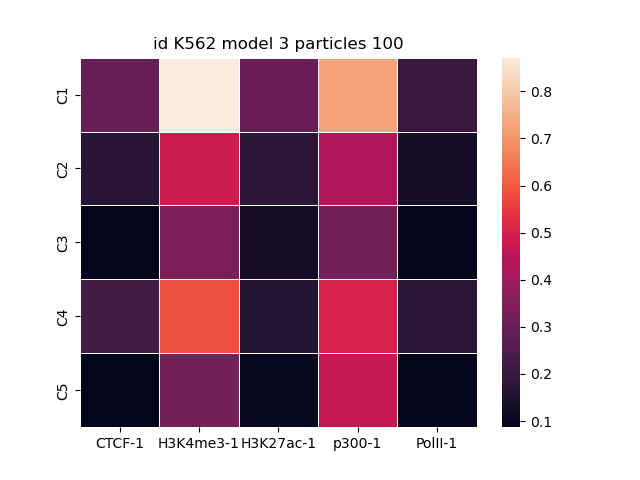 id K562 model 3 particles 100
C1
C2
C3
C4
C5
CTCF-1 H3K4me3-1 H3K27ac-1 p300-1 PolII-1
0.8
0.7
0.6
0.5
0.4
0.3
0.2
0.1